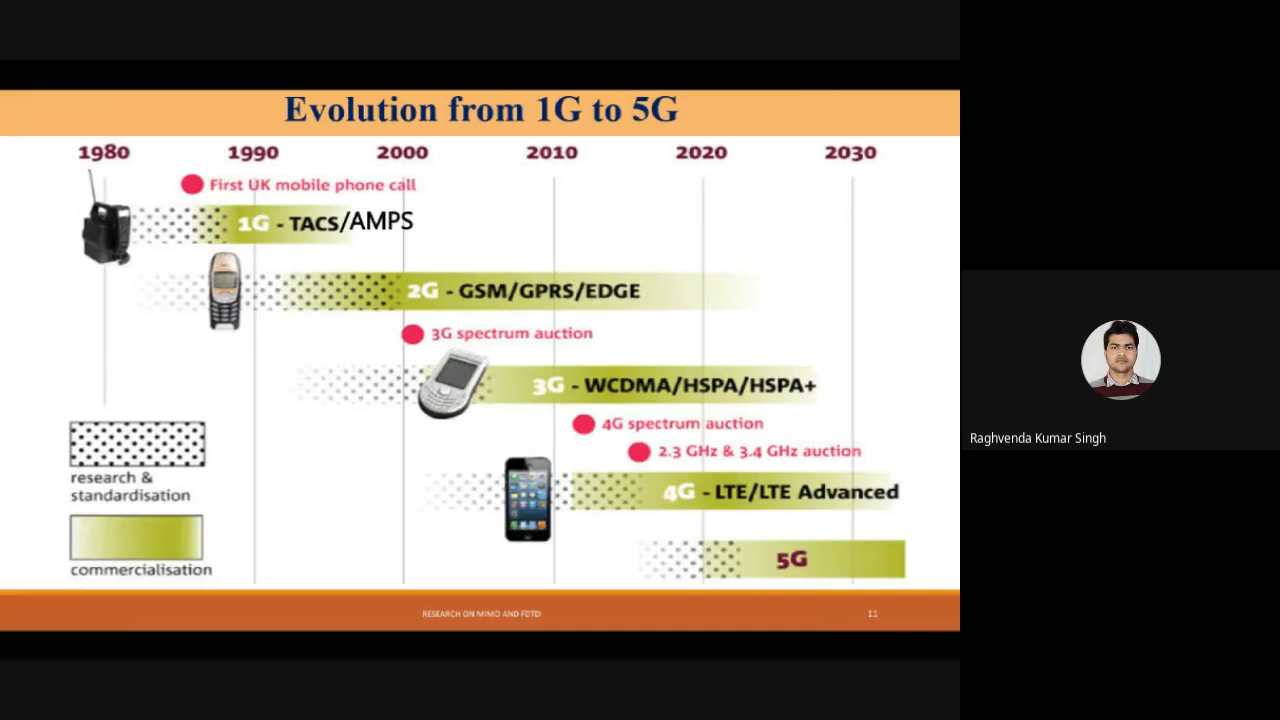 Evolution from 1G to 5G
1980 1990 2000 2010 2020 2030
First UK mobile phone call
1G - TACS/AMPS
2G - GSM/GPRS/EDGE
3G spectrum auction
3G - WCDMA/HSPA/HSPA+
4G spectrum auction
2.3 GHz & 3.4 GHz auction
research &
standardisation
4G - LTE/LTE Advanced
commercialisation
5G
RESEARCH ON MIMO AND FDTD 11
Raghvenda Kumar Singh